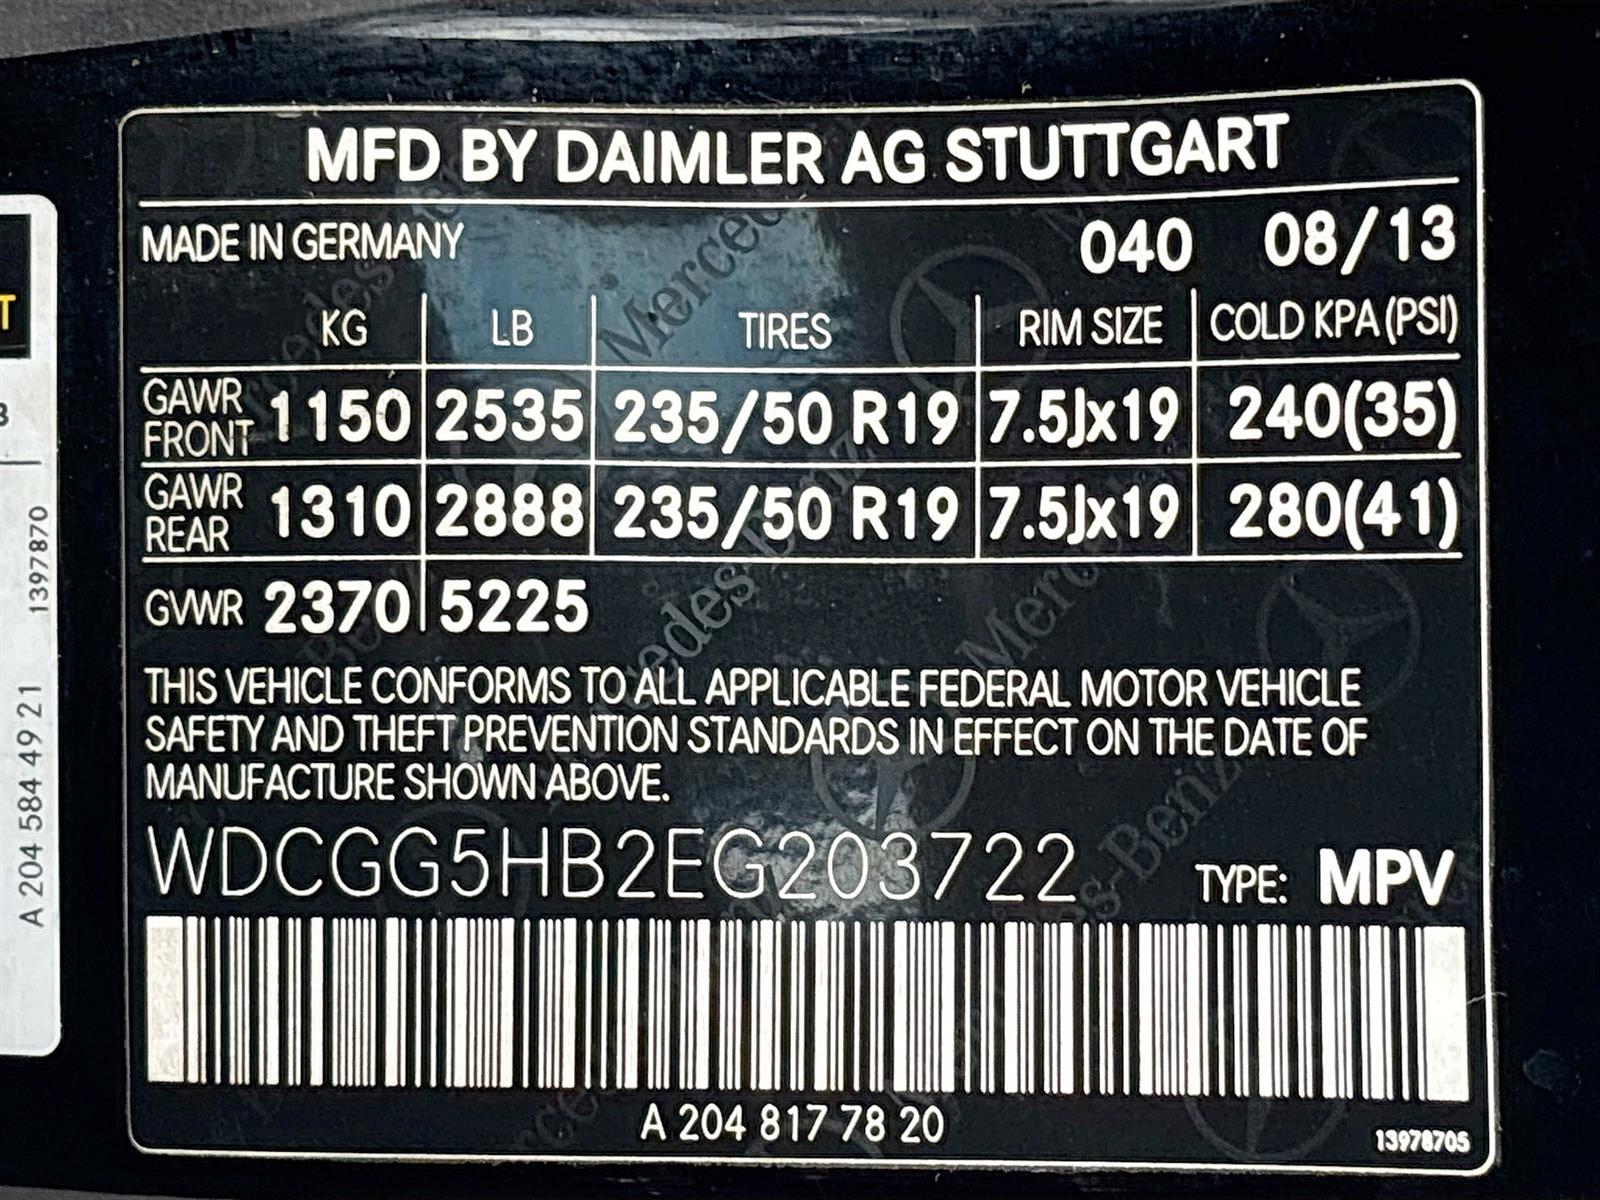 MFD BY DAIMLER AG STUTTGART
MADE IN GERMANY 040 08/13
KG LB TIRES RIM SIZE COLD KPA (PSI)
GAWR FRONT 1150 2535 235/50 R19 7.5Jx19 240(35)
GAWR REAR 1310 2888 235/50 R19 7.5Jx19 280(41)
GVWR 2370 5225
THIS VEHICLE CONFORMS TO ALL APPLICABLE FEDERAL MOTOR VEHICLE
SAFETY AND THEFT PREVENTION STANDARDS IN EFFECT ON THE DATE OF
MANUFACTURE SHOWN ABOVE.
WDCGG5HB2EG203722 TYPE: MPV
A 204 817 78 20
13978705
A 204 584 49 21 1397870